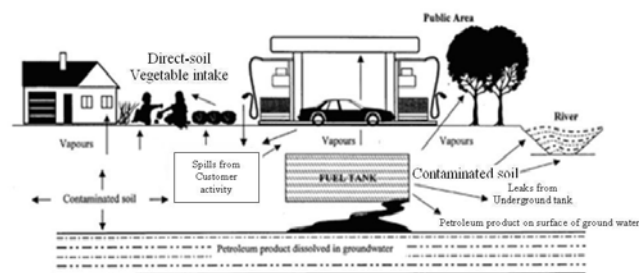 Public Area
Direct-soil
Vegetable intake
River
Vapours
Vapours
Vapours
Spills from
Customer
activity
Contaminated soil
FUEL TANK
Leaks from
Underground tank
Contaminated soil
Petroleum product on surface of ground water
Petroleum product dissolved in groundwater